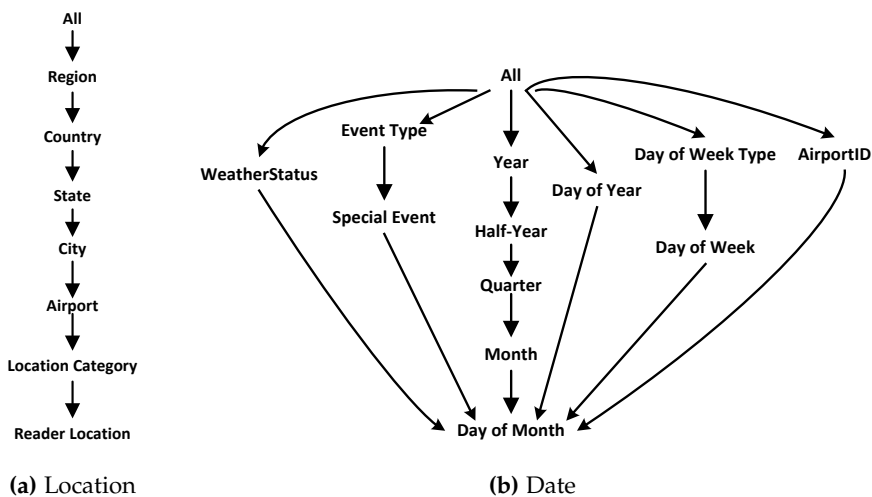 All
Region
Country
State
City
Airport
Location Category
Reader Location
(a) Location
All
WeatherStatus
Event Type
Special Event
Year
Half-Year
Quarter
Month
Day of Year
Day of Week Type
Day of Week
AirportID
Day of Month
(b) Date